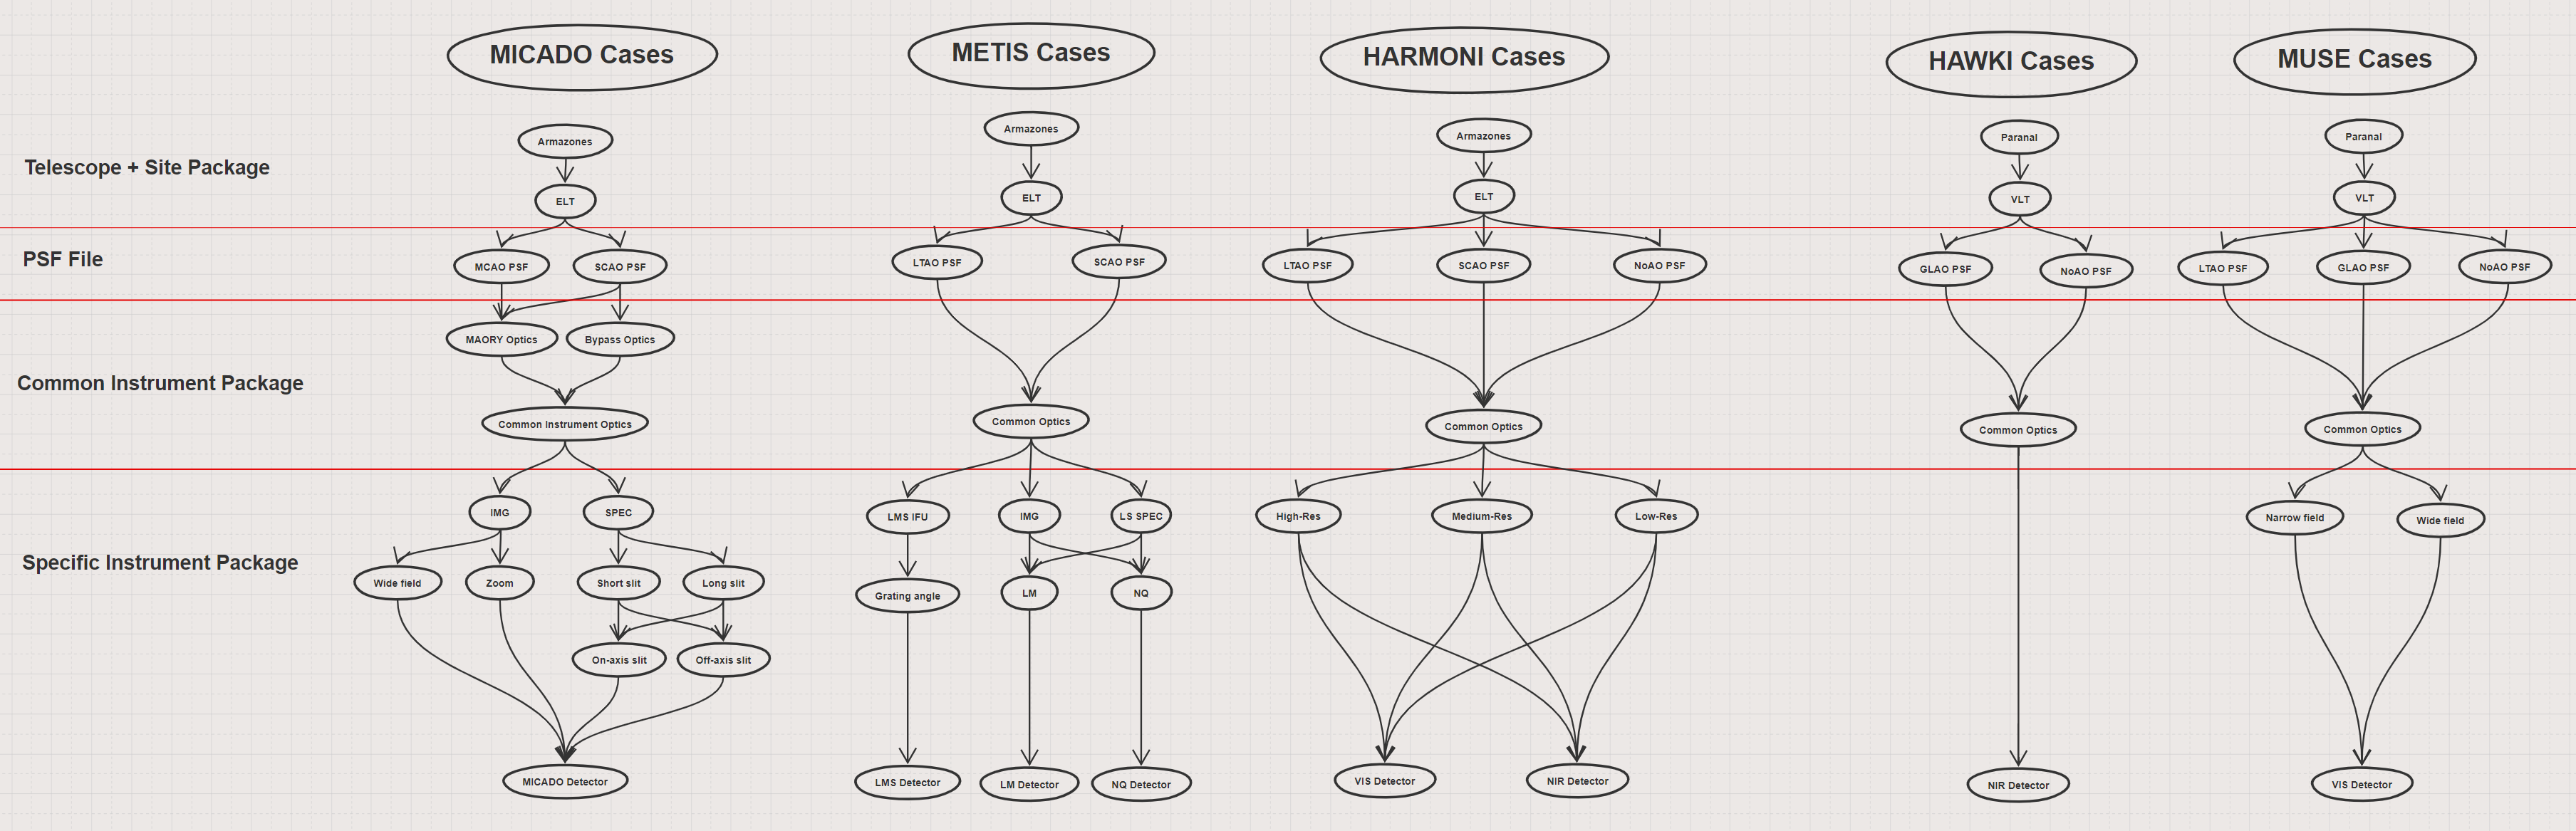 MICADO Cases
METIS Cases
HARMONI Cases
HAWKI Cases
MUSE Cases
Telescope + Site Package
Armazones
Armazones
Armazones
Paranal
Paranal
ELT
ELT
ELT
VLT
VLT
PSF File
MCAO PSF
SCAO PSF
LTAO PSF
SCAO PSF
LTAO PSF
SCAO PSF
NoAO PSF
GLAO PSF
NoAO PSF
LTAO PSF
GLAO PSF
NoAO PSF
Common Instrument Package
MAORY Optics
Bypass Optics
Common Instrument Optics
Common Optics
Common Optics
Common Optics
Common Optics
Specific Instrument Package
IMG
SPEC
LMS IFU
IMG
LS SPEC
High-Res
Medium-Res
Low-Res
Narrow field
Wide field
Wide field
Zoom
Short slit
Long slit
Grating angle
LM
NQ
On-axis slit
Off-axis slit
MICADO Detector
LMS Detector
LM Detector
NQ Detector
VIS Detector
NIR Detector
NIR Detector
VIS Detector